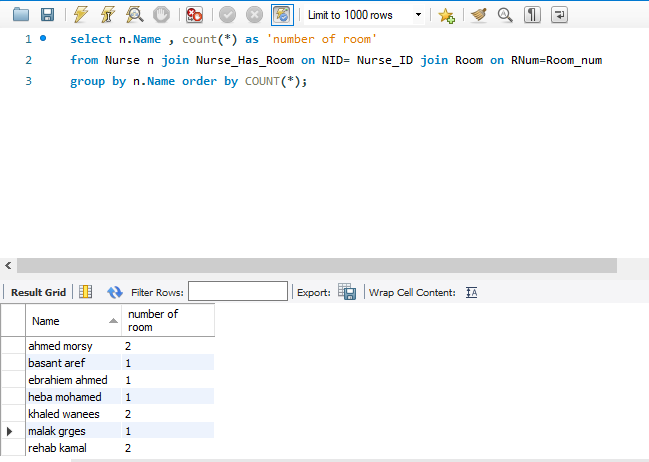 Limit to 1000 rows
1 select n.Name , count(*) as 'number of room'
2 from Nurse n join Nurse_Has_Room on NID= Nurse_ID join Room on RNum=Room_num
3 group by n.Name order by COUNT(*);
Result Grid Filter Rows: Export: Wrap Cell Content:
Name number of
room
ahmed morsy 2
basant aref 1
ebrahiem ahmed 1
heba mohamed 1
khaled wanees 2
malak grges 1
rehab kamal 2